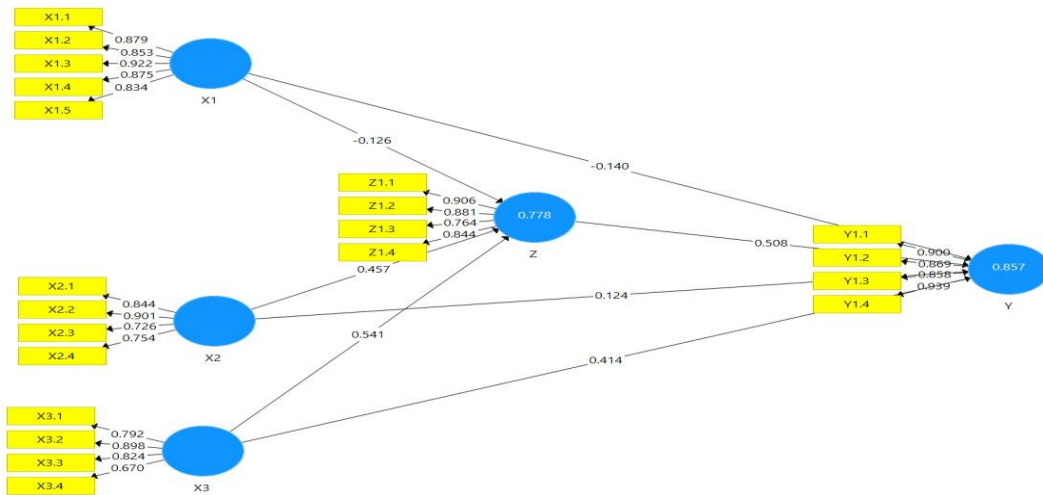 X1.1
X1.2
X1.3
X1.4
X1.5
0.879
0.853
0.922
0.875
0.834
X1
-0.126
-0.140
Z1.1
Z1.2
Z1.3
Z1.4
0.906
0.881
0.764
0.844
0.778
Z
0.508
Y1.1
Y1.2
Y1.3
Y1.4
0.900
0.869
0.858
0.939
0.857
Y
0.457
X2.1
X2.2
X2.3
X2.4
0.844
0.901
0.726
0.754
X2
0.124
0.541
0.414
X3.1
X3.2
X3.3
X3.4
0.792
0.898
0.824
0.670
X3